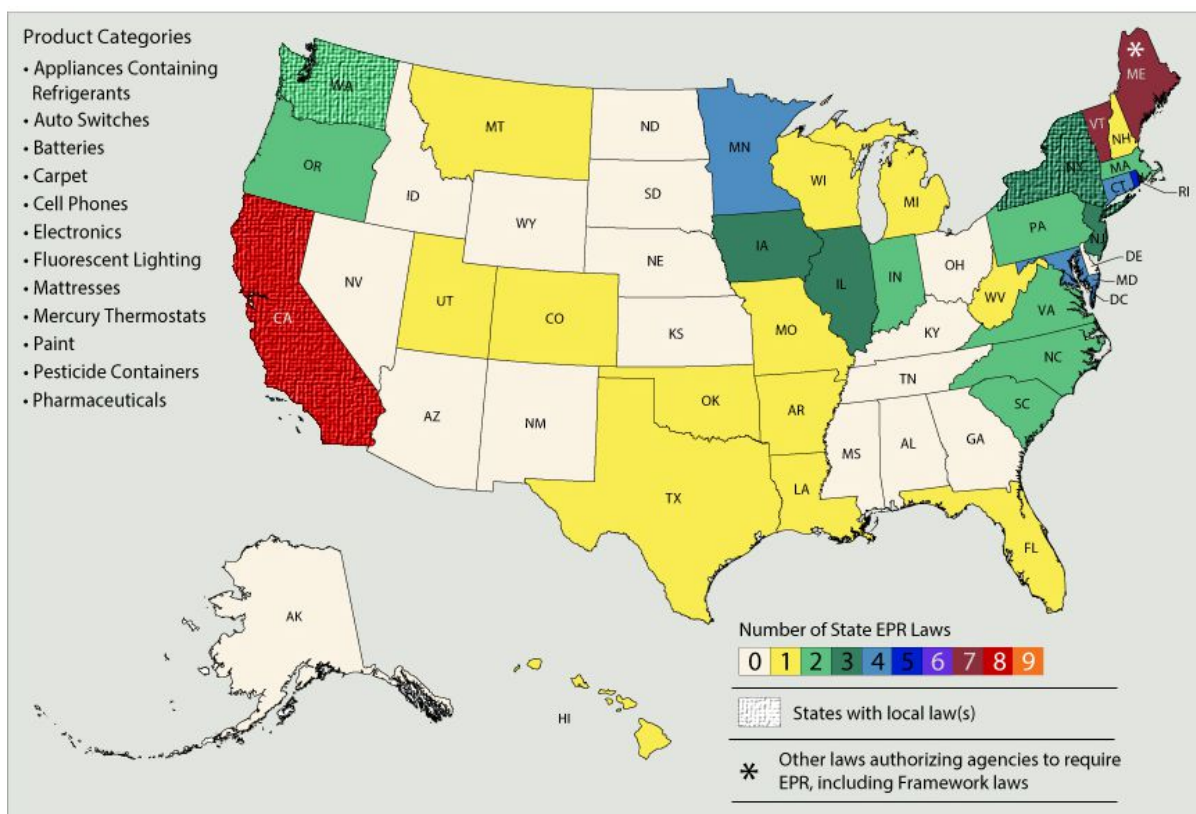 Product Categories
• Appliances Containing
Refrigerants
• Auto Switches
• Batteries
• Carpet
• Cell Phones
• Electronics
• Fluorescent Lighting
• Mattresses
• Mercury Thermostats
• Paint
• Pesticide Containers
• Pharmaceuticals
WA
OR
CA
ID
NV
MT
WY
UT
CO
AZ
NM
ND
SD
NE
KS
OK
TX
MN
IA
MO
AR
LA
WI
IL
MI
IN
OH
KY
TN
MS
AL
GA
FL
SC
NC
VA
WV
PA
NY
NJ
DE
MD
DC
CT
RI
MA
NH
VT
*
ME
AK
HI
Number of State EPR Laws
0 1 2 3 4 5 6 7 8 9
States with local law(s)
* Other laws authorizing agencies to require
EPR, including Framework laws